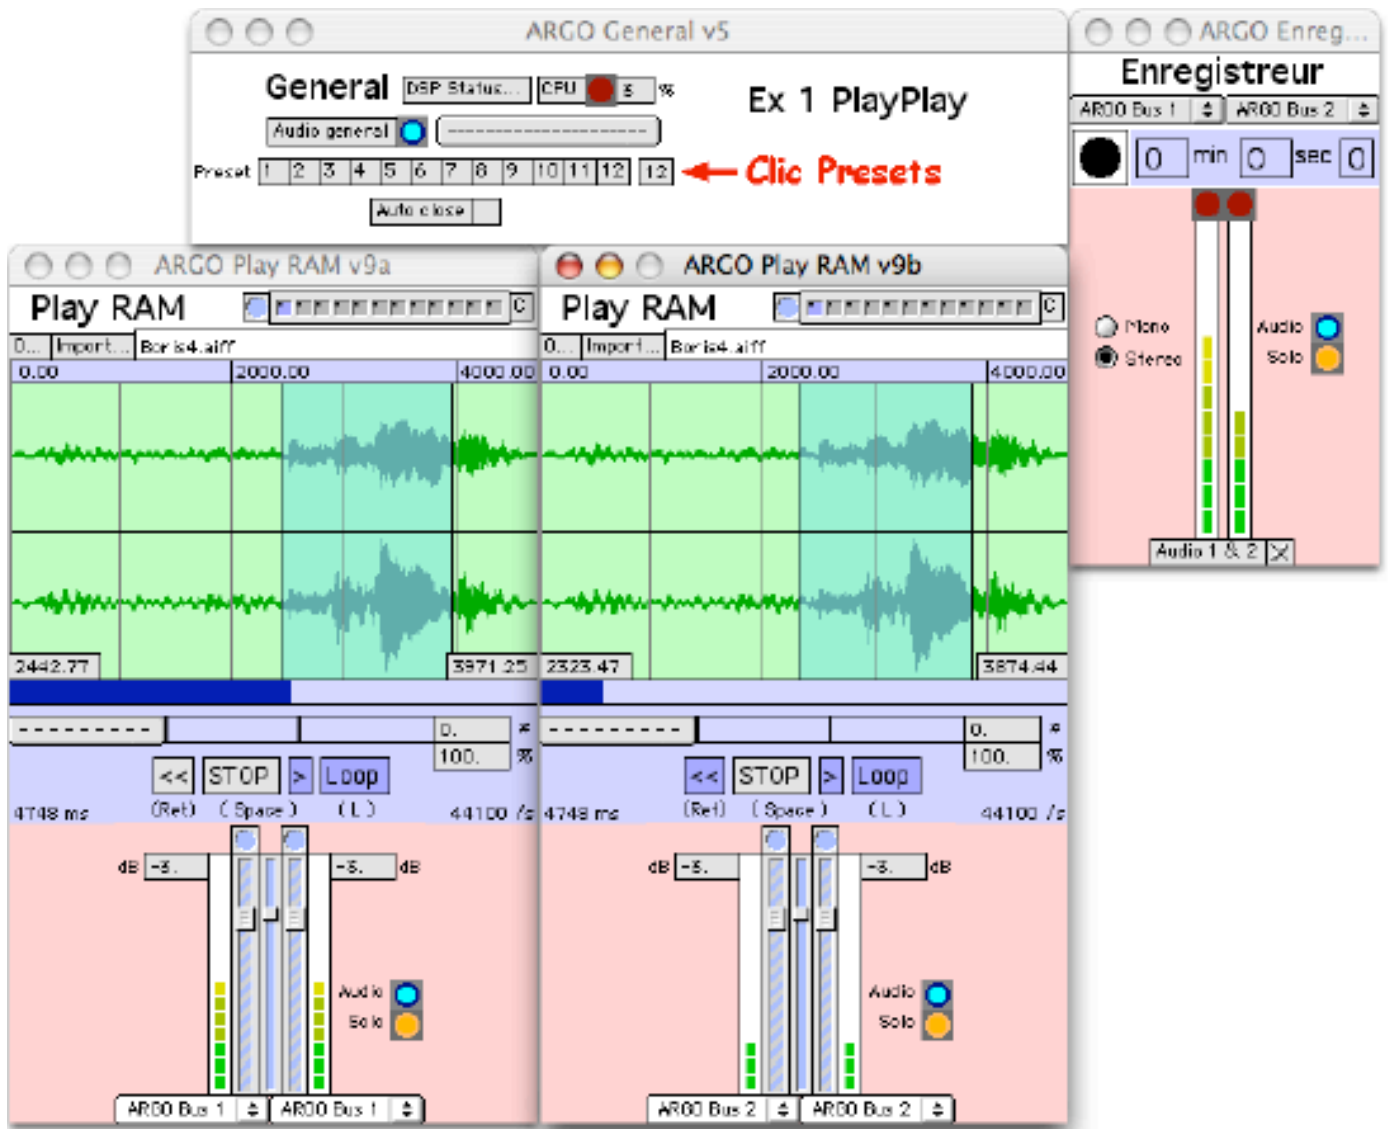 ARGO General v5
General DSP Status... CPU 3 %
Ex 1 PlayPlay
Audio general --------------------
Preset 1 2 3 4 5 6 7 8 9 10 11 12 12
Clic Presets
Auto close
ARGO Enreg...
Enregistreur
ARGO Bus 1 ARGO Bus 2
0 min 0 sec 0
Mono
Stereo
Audio
Solo
Audio 1 & 2
ARGO Play RAM v9a
Play RAM C
Import... Boris4.aiff
0.00 2000.00 4000.00
2442.77 3971.25
--------- 0.
100. %
<< STOP > Loop
(Ret) ( Space ) ( L )
4748 ms 44100 /s
dB -3. -3. dB
Audio
Solo
ARGO Bus 1 ARGO Bus 1
ARGO Play RAM v9b
Play RAM C
Import... Boris4.aiff
0.00 2000.00 4000.00
2323.47 3874.44
--------- 0.
100. %
<< STOP > Loop
(Ret) ( Space ) ( L )
4748 ms 44100 /s
dB -3. -3. dB
Audio
Solo
ARGO Bus 2 ARGO Bus 2